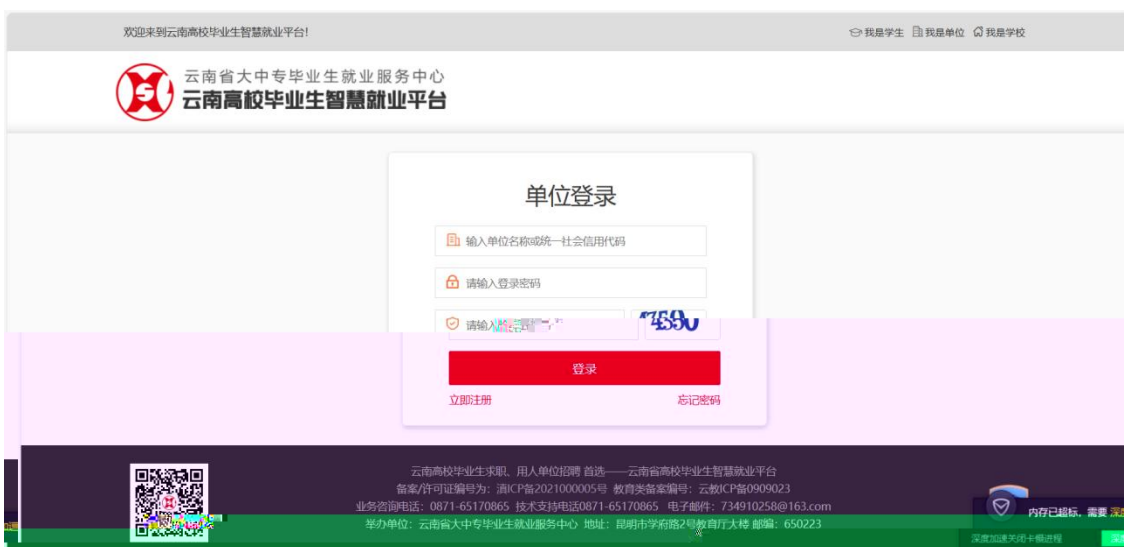 欢迎来到云南高校毕业生智慧就业平台!
我是学生 我是单位 我是学校
云南省大中专毕业生就业服务中心
云南高校毕业生智慧就业平台
单位登录
输入单位名称或统一社会信用代码
请输入登录密码
请输入
登录
立即注册 忘记密码
云南高校毕业生求职、用人单位招聘 首选——云南省高校毕业生智慧就业平台
备案/许可证编号为：滇ICP备2021000005号 教育类备案编号：云教ICP备0909023
业务咨询电话：0871-65170865 技术支持电话0871-65170865 电子邮件：734910258@163.com
举办单位：云南省大中专毕业生就业服务中心 地址：昆明市学府路2号教育厅大楼 邮编：650223
内存已超标，需要
深度加速关闭卡慢进程